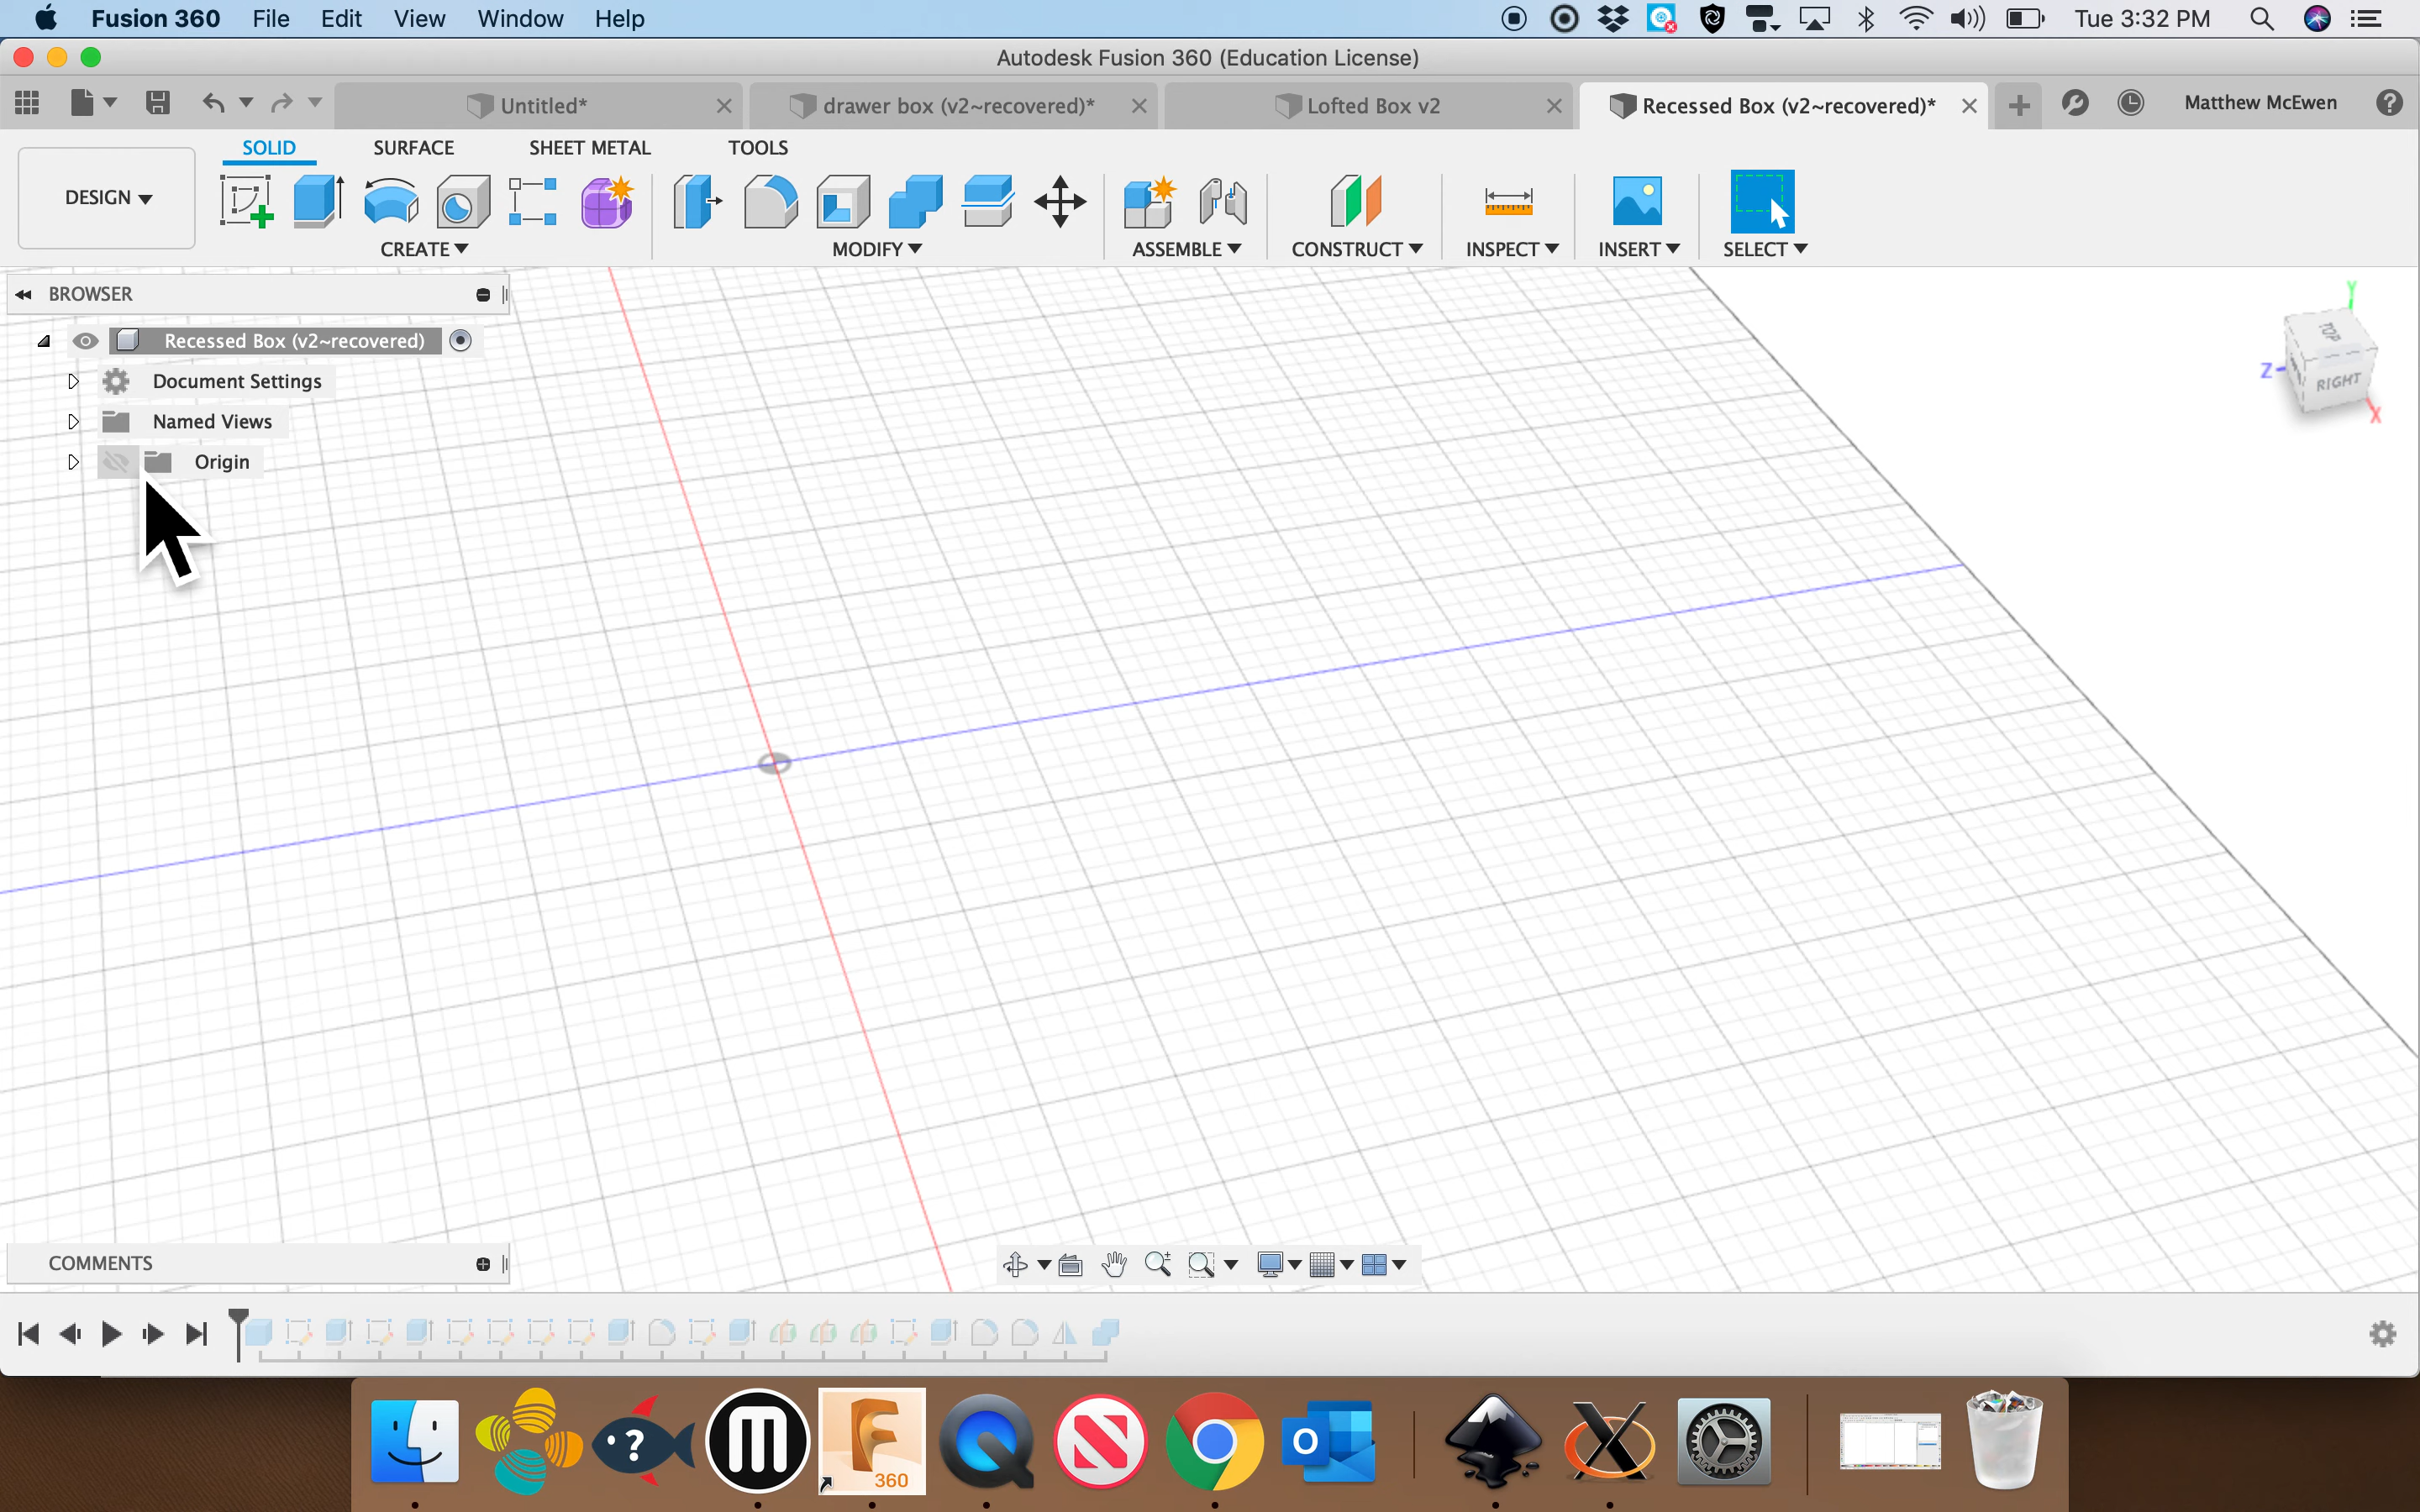 Fusion 360 File Edit View Window Help Tue 3:32 PM
Autodesk Fusion 360 (Education License)
Untitled* drawer box (v2~recovered)* Lofted Box v2 Recessed Box (v2~recovered)* Matthew McEwen
SOLID SURFACE SHEET METAL TOOLS
DESIGN
CREATE MODIFY ASSEMBLE CONSTRUCT INSPECT INSERT SELECT
BROWSER
Recessed Box (v2~recovered)
Document Settings
Named Views
Origin
Y
TOP
Z
RIGHT
X
COMMENTS
360